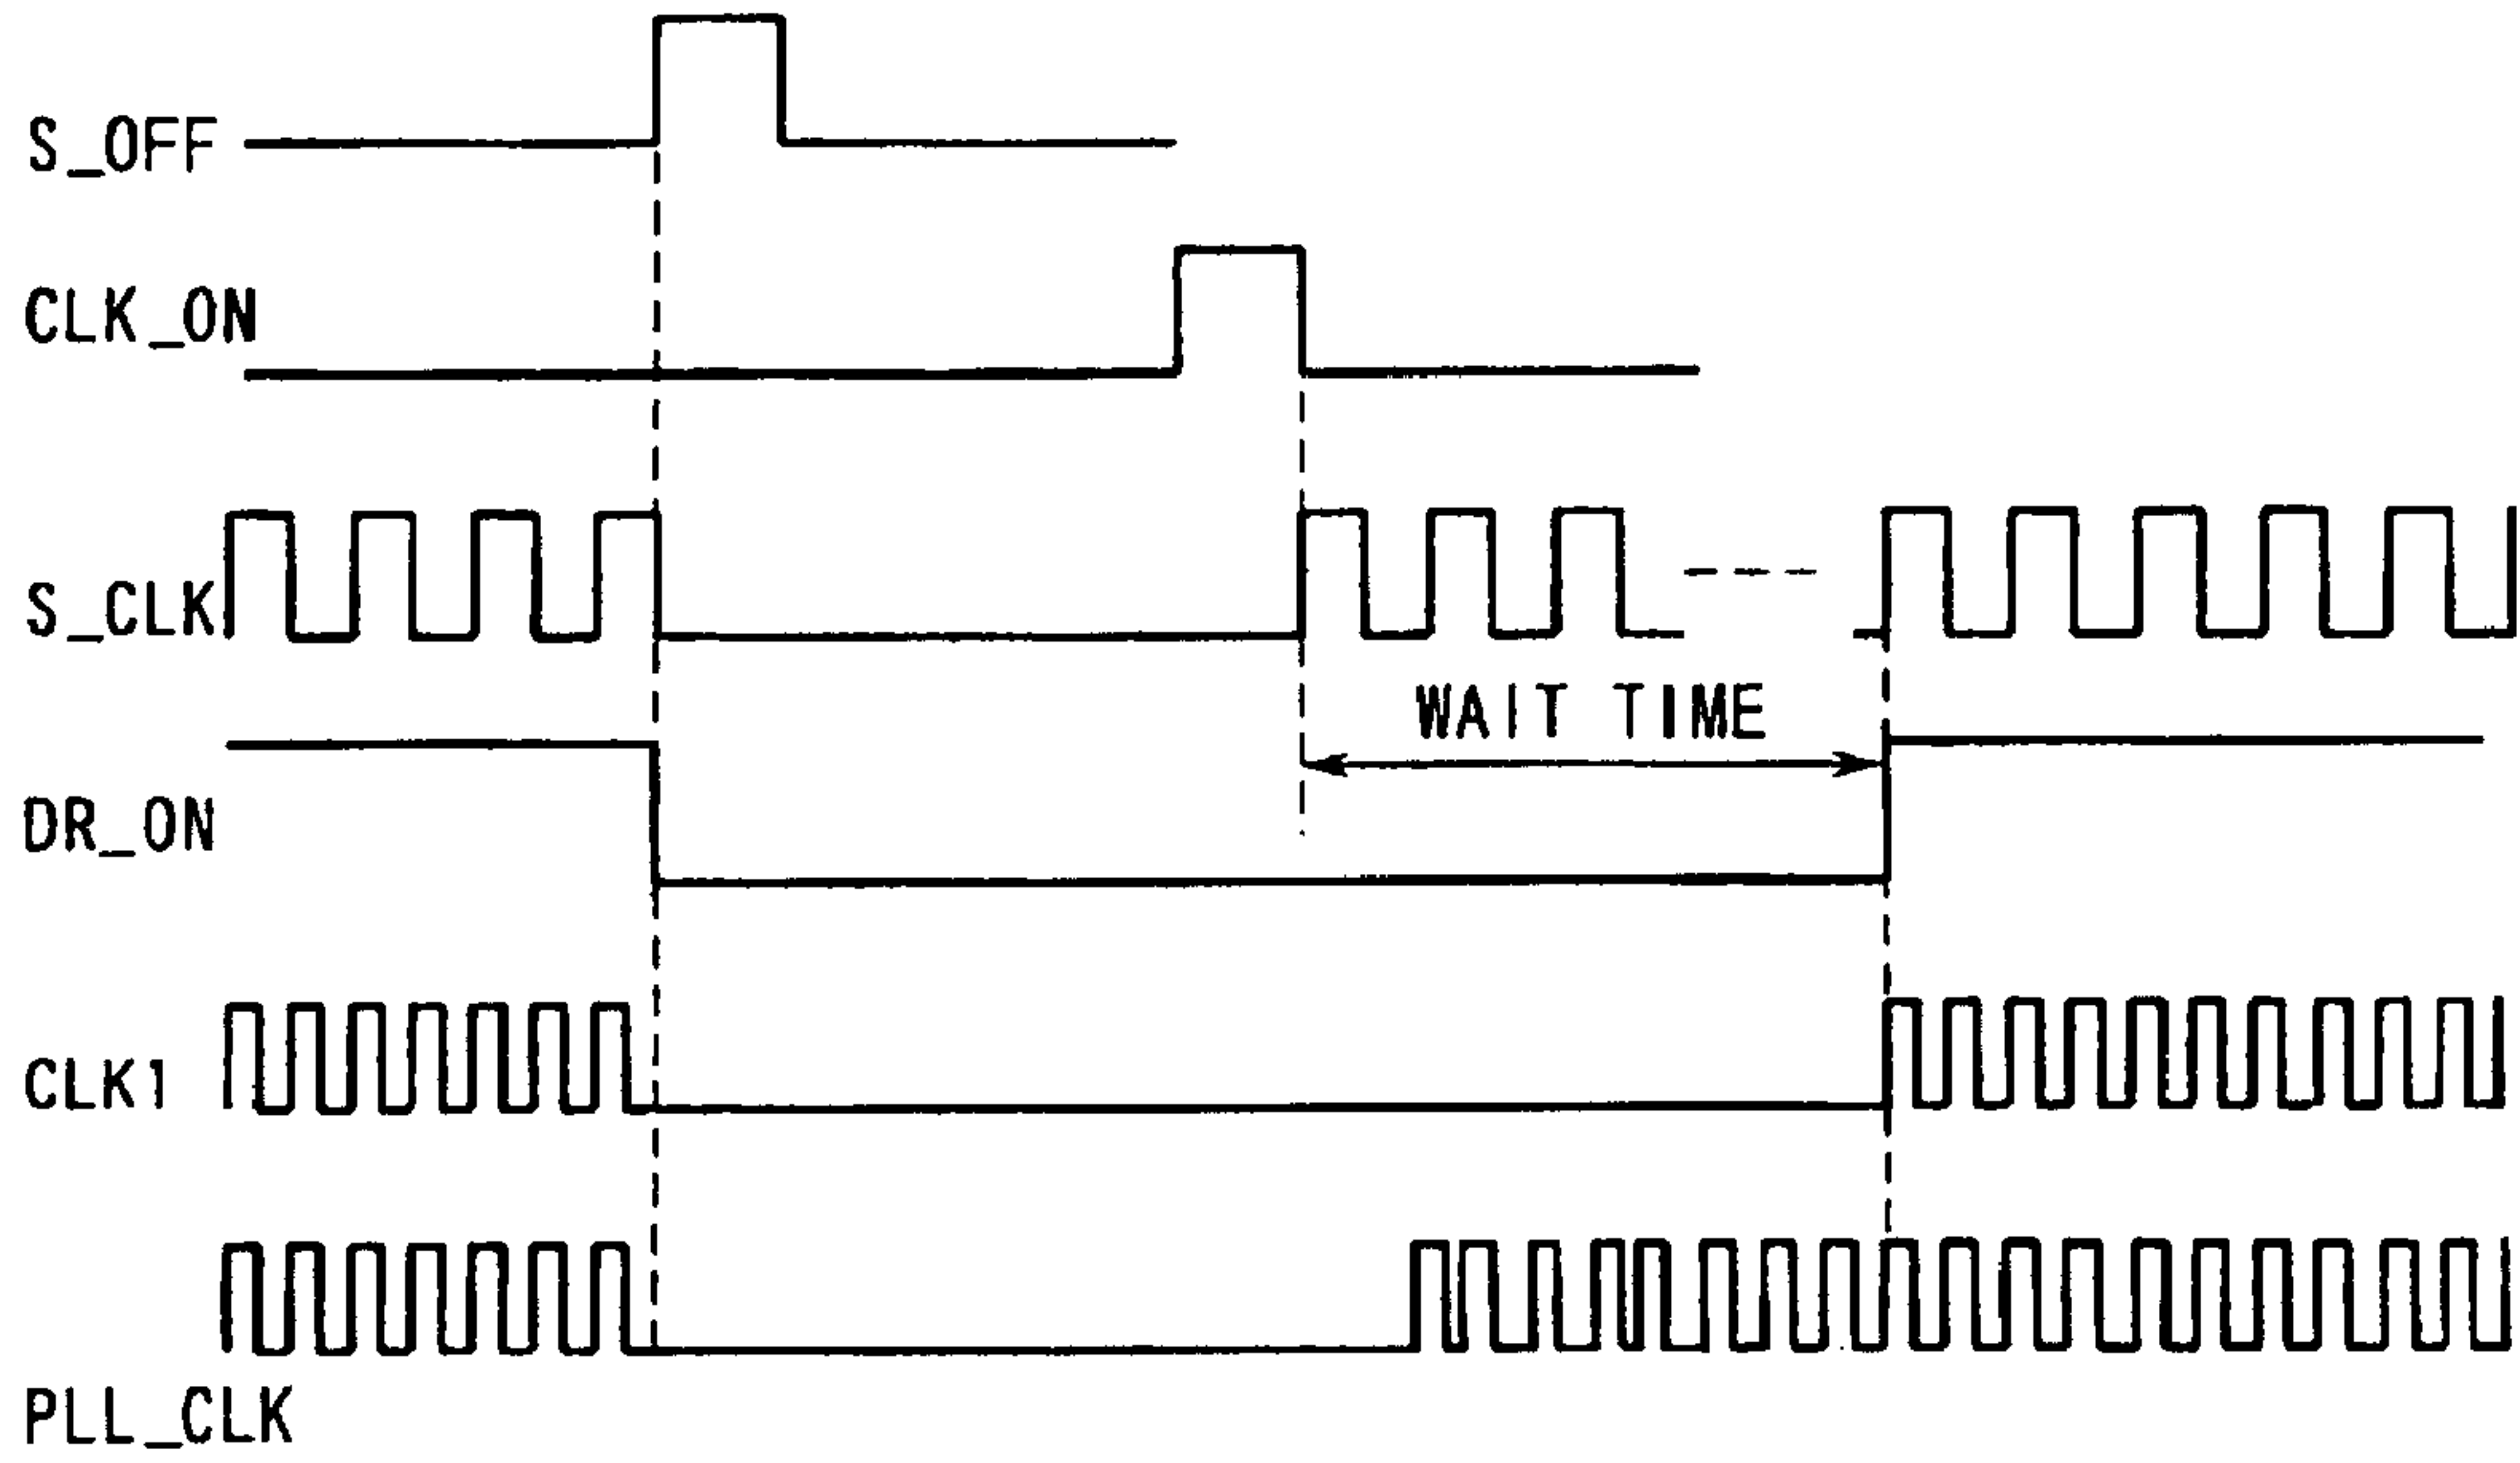 S_OFF
CLK_ON
S_CLK
WAIT TIME
DR_ON
CLK1
PLL_CLK